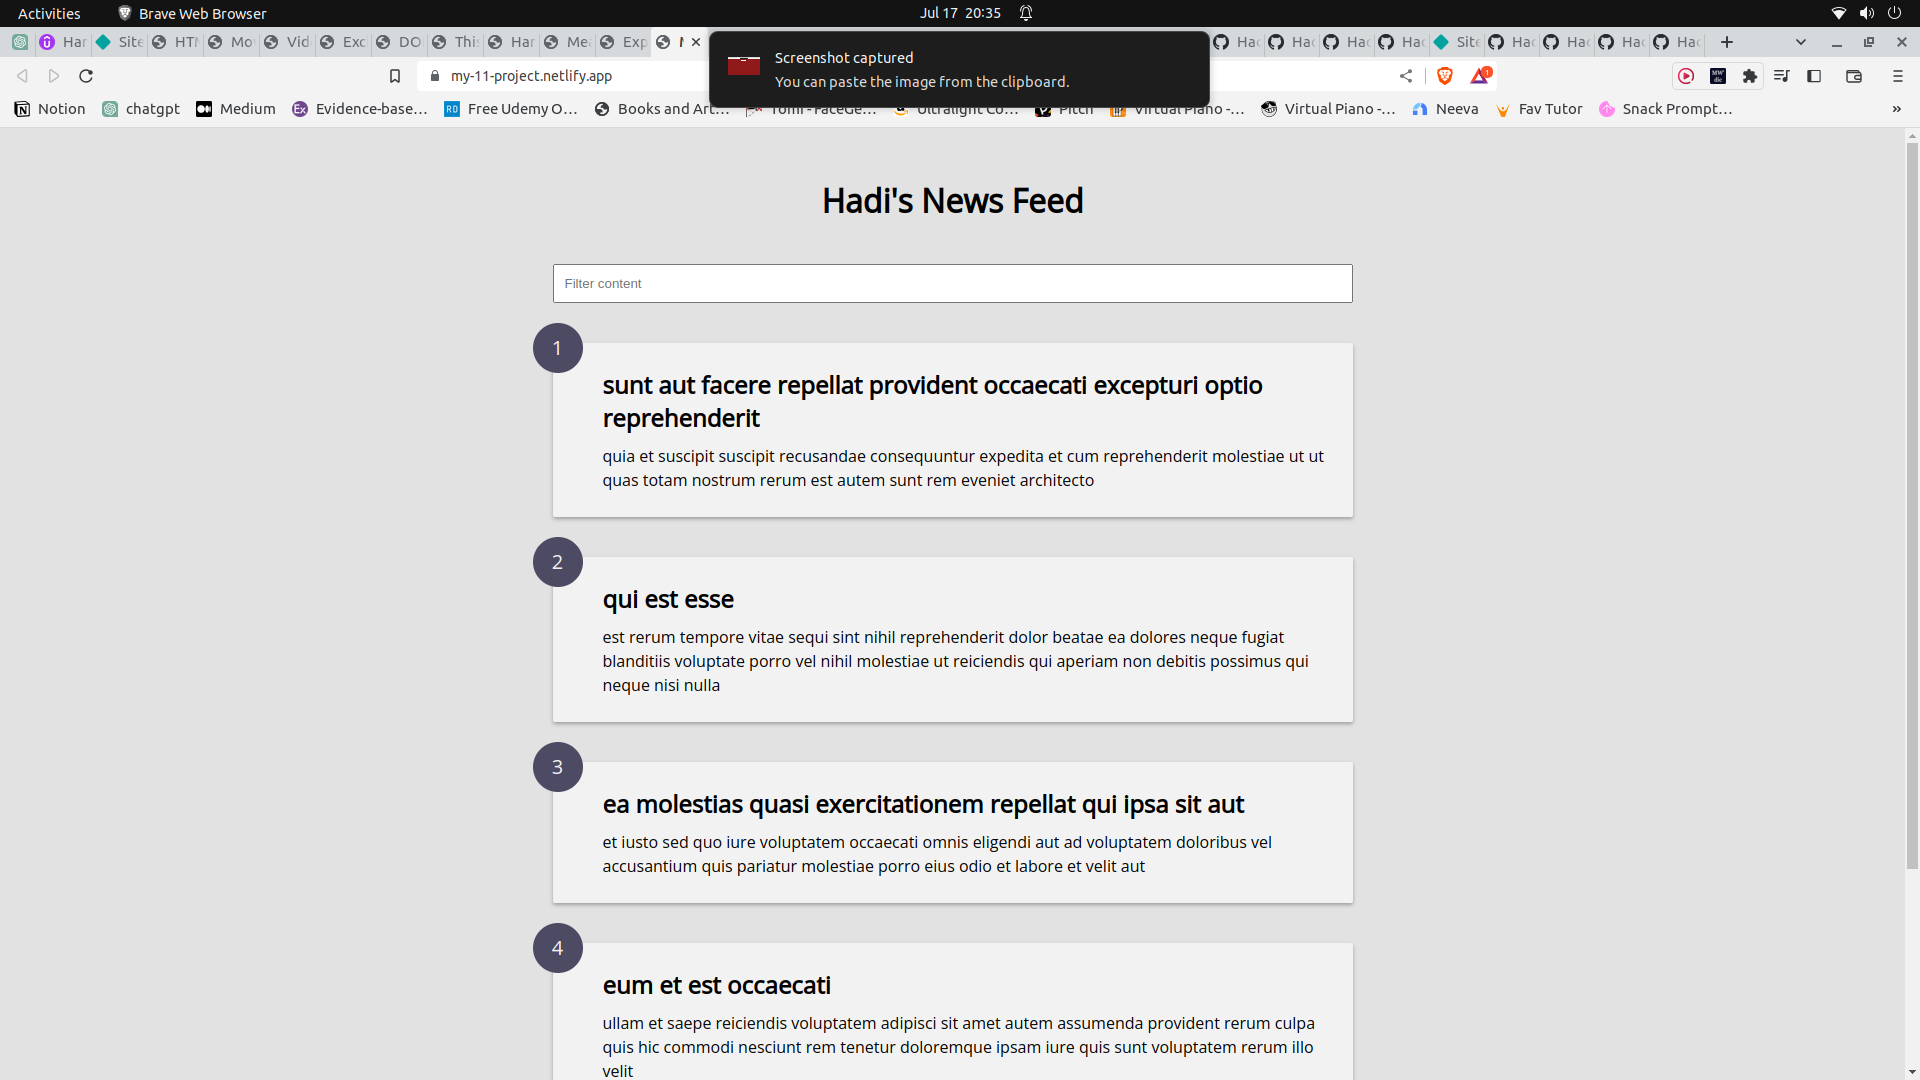 Activities
Brave Web Browser
Jul 17 20:35
Har
Site
HTM
Mo
Vid
Exc
DO
This
Har
Me
Exp
Hac
Hac
Hac
Hac
Site
Hac
Hac
Hac
Hac
Screenshot captured
You can paste the image from the clipboard.
my-11-project.netlify.app
1
MW
dic
Notion
chatgpt
Medium
Evidence-base...
Free Udemy O...
Books and Art...
Tomi - FaceGe...
Ultralight Co...
Pitch
Virtual Piano -...
Virtual Piano -...
Neeva
Fav Tutor
Snack Prompt...
»
Hadi's News Feed
Filter content
1
sunt aut facere repellat provident occaecati excepturi optio
reprehenderit
quia et suscipit suscipit recusandae consequuntur expedita et cum reprehenderit molestiae ut ut
quas totam nostrum rerum est autem sunt rem eveniet architecto
2
qui est esse
est rerum tempore vitae sequi sint nihil reprehenderit dolor beatae ea dolores neque fugiat
blanditiis voluptate porro vel nihil molestiae ut reiciendis qui aperiam non debitis possimus qui
neque nisi nulla
3
ea molestias quasi exercitationem repellat qui ipsa sit aut
et iusto sed quo iure voluptatem occaecati omnis eligendi aut ad voluptatem doloribus vel
accusantium quis pariatur molestiae porro eius odio et labore et velit aut
4
eum et est occaecati
ullam et saepe reiciendis voluptatem adipisci sit amet autem assumenda provident rerum culpa
quis hic commodi nesciunt rem tenetur doloremque ipsam iure quis sunt voluptatem rerum illo
velit